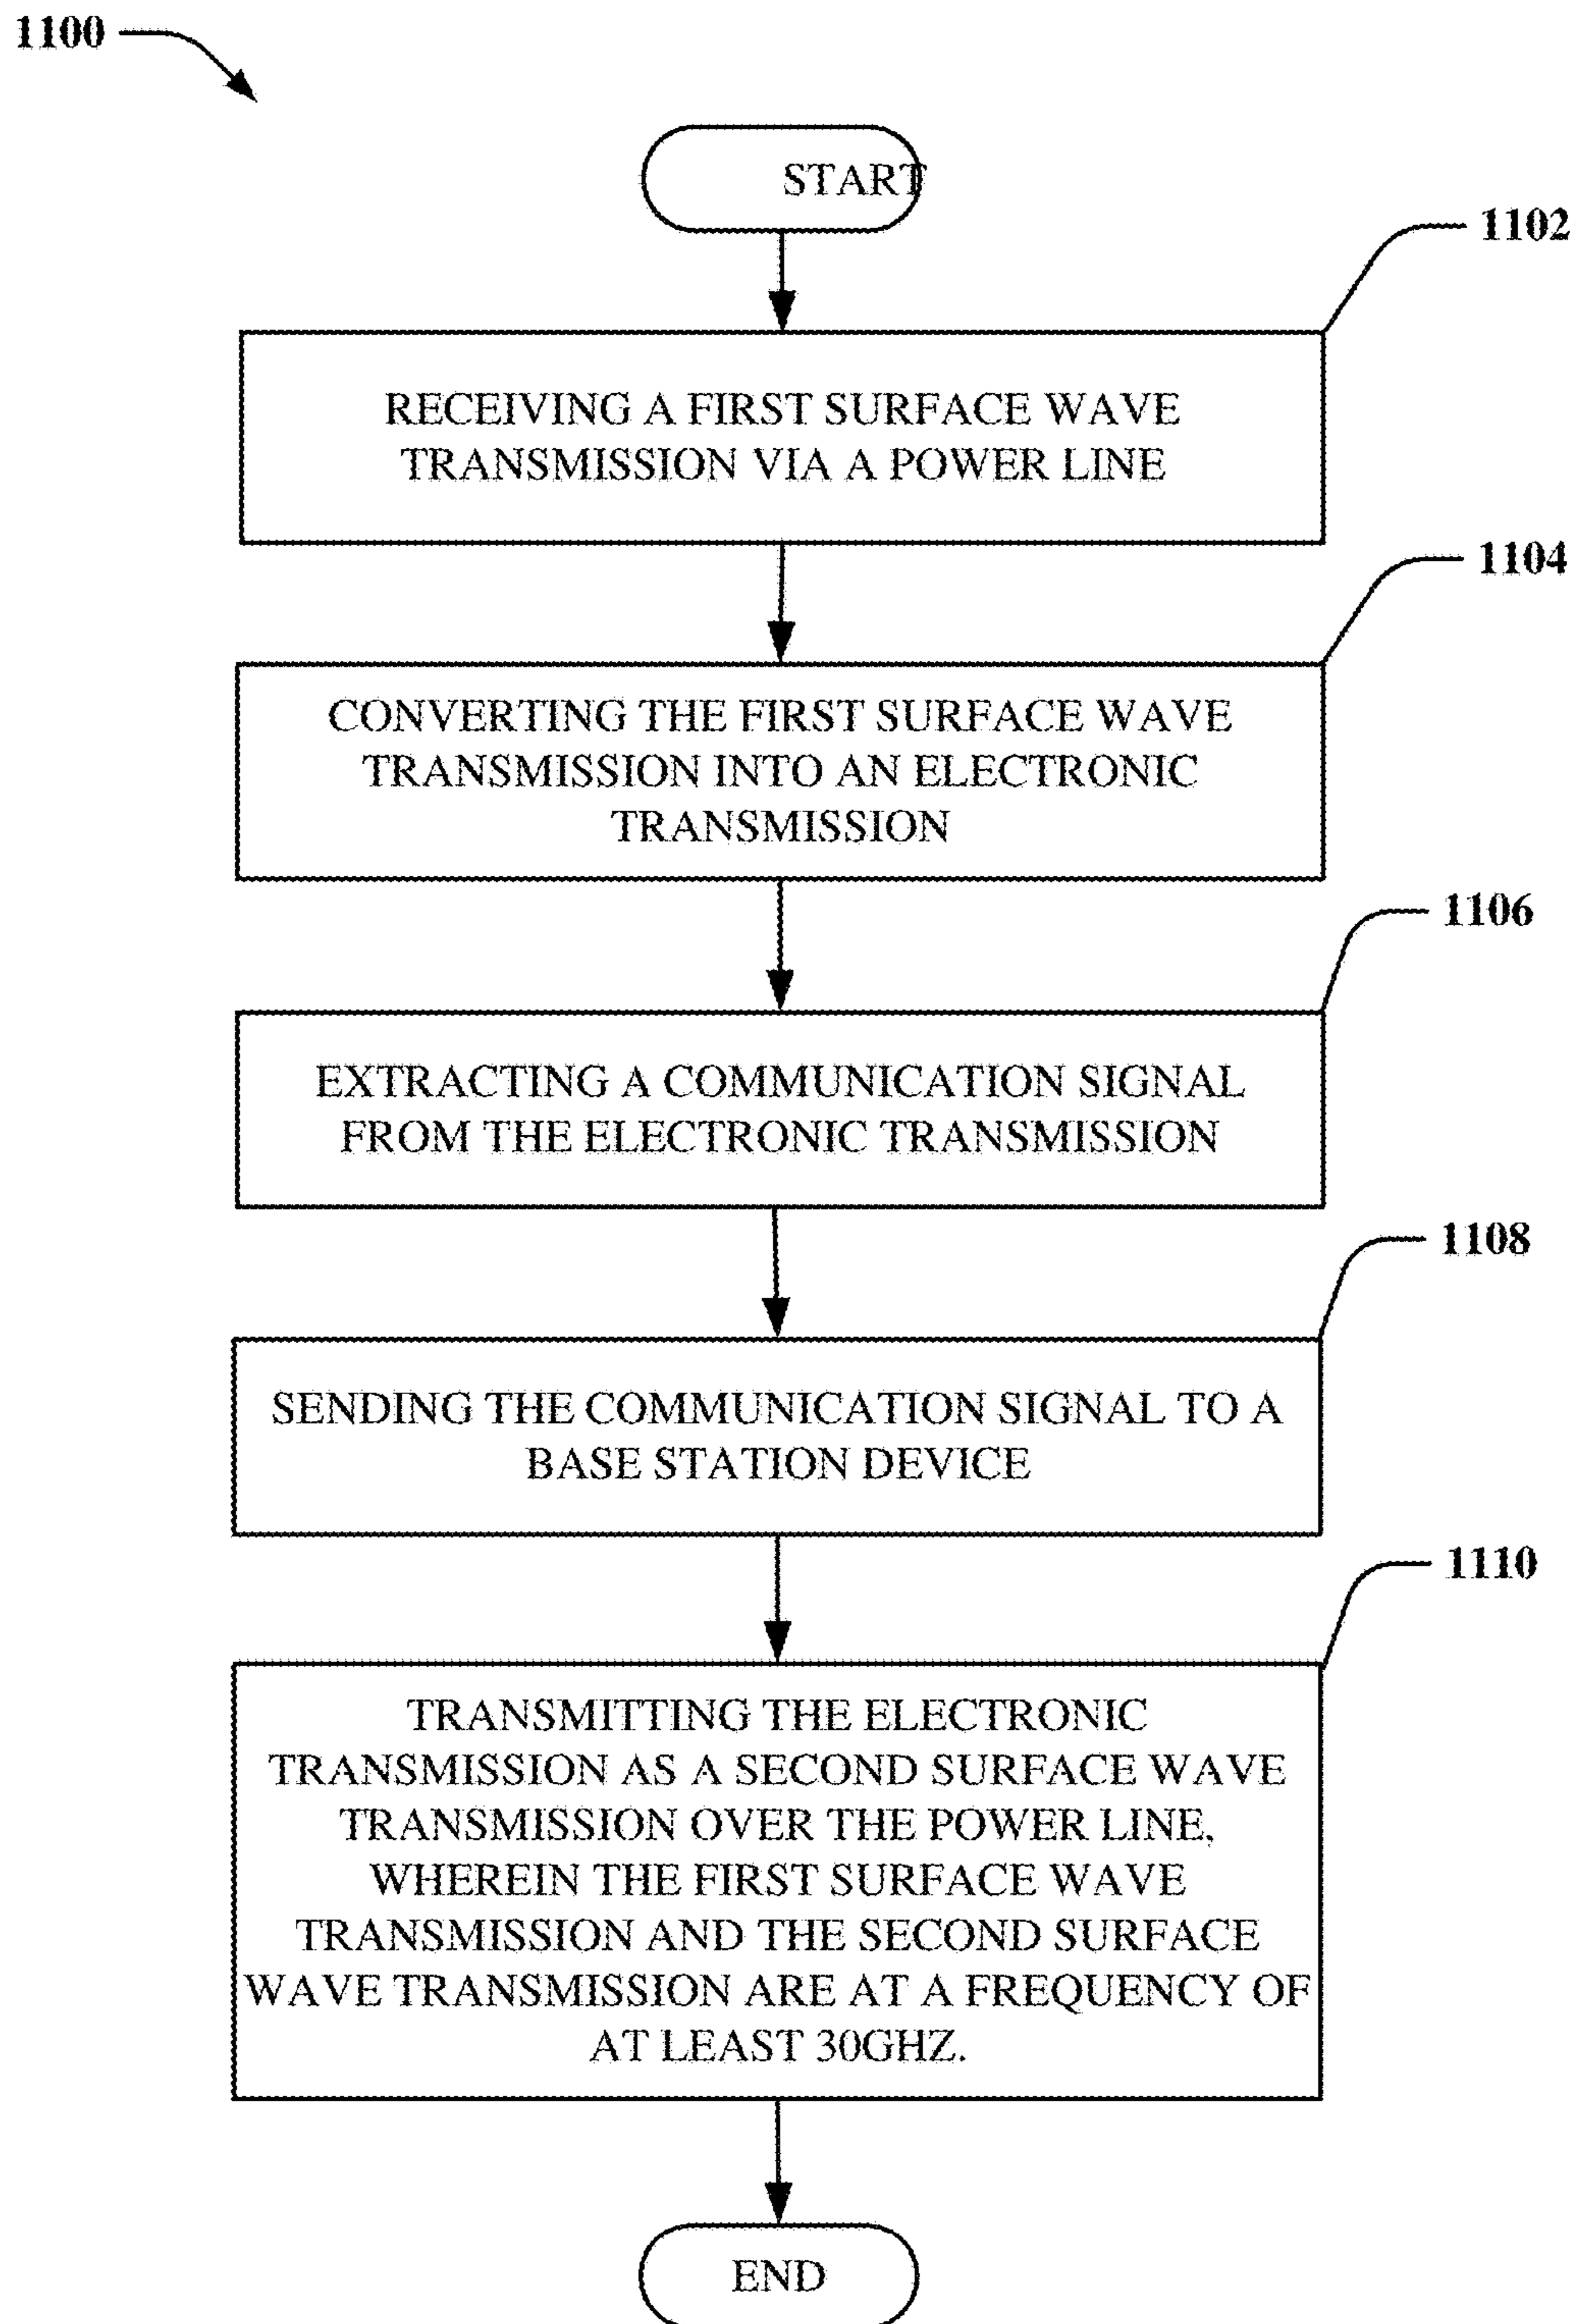 1100
START
1102
RECEIVING A FIRST SURFACE WAVE
TRANSMISSION VIA A POWER LINE
1104
CONVERTING THE FIRST SURFACE WAVE
TRANSMISSION INTO AN ELECTRONIC
TRANSMISSION
1106
EXTRACTING A COMMUNICATION SIGNAL
FROM THE ELECTRONIC TRANSMISSION
1108
SENDING THE COMMUNICATION SIGNAL TO A
BASE STATION DEVICE
1110
TRANSMITTING THE ELECTRONIC
TRANSMISSION AS A SECOND SURFACE WAVE
TRANSMISSION OVER THE POWER LINE,
WHEREIN THE FIRST SURFACE WAVE
TRANSMISSION AND THE SECOND SURFACE
WAVE TRANSMISSION ARE AT A FREQUENCY OF
AT LEAST 30GHZ.
END